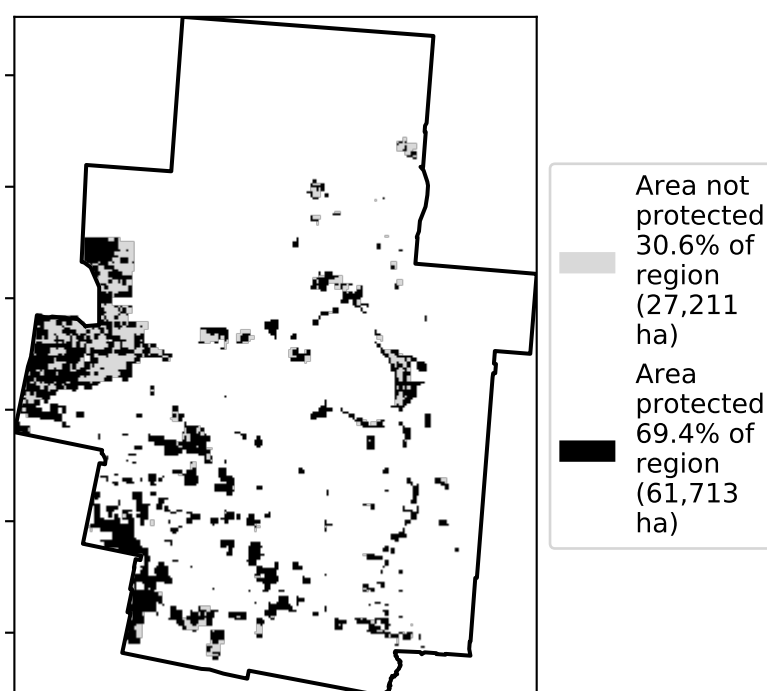 Area not
protected
30.6% of
region
(27,211
ha)
Area
protected
69.4% of
region
(61,713
ha)